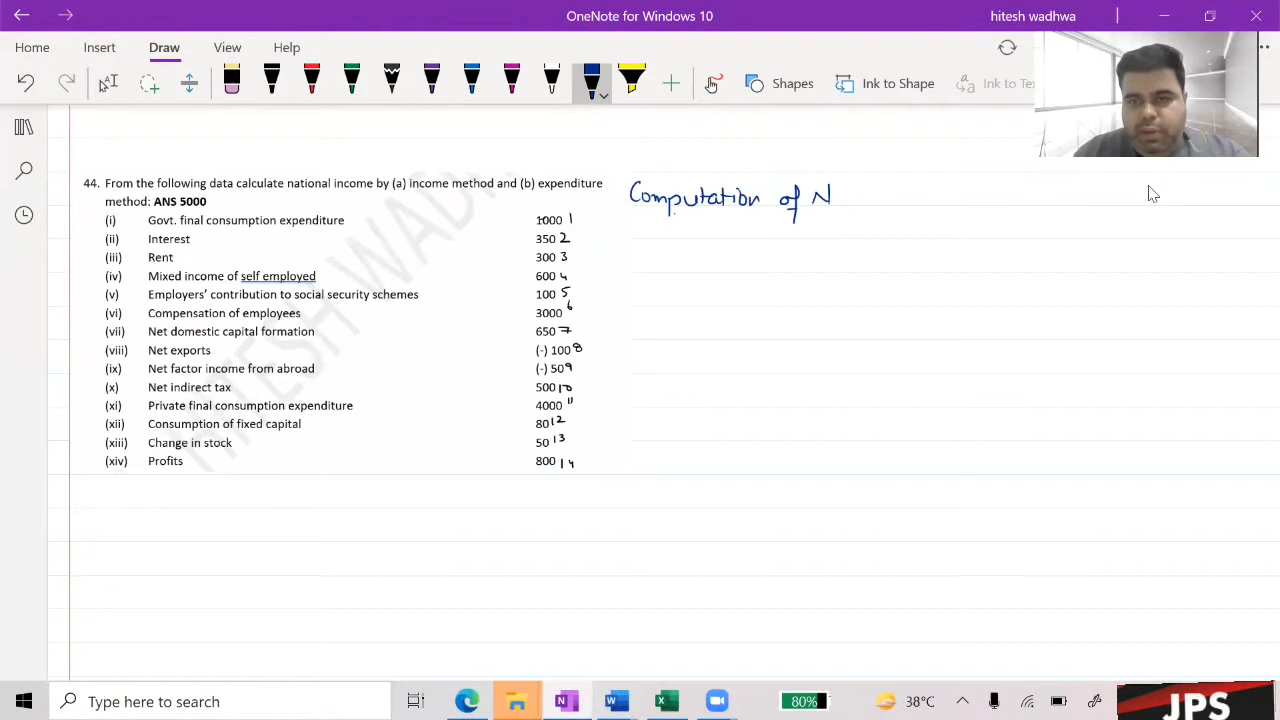 OneNote for Windows 10
hitesh wadhwa
Home Insert Draw View Help
Shapes Ink to Shape Ink to Tex
44. From the following data calculate national income by (a) income method and (b) expenditure
method: ANS 5000
(i) Govt. final consumption expenditure 1000 1
(ii) Interest 350 2
(iii) Rent 300 3
(iv) Mixed income of self employed 600 4
(v) Employers' contribution to social security schemes 100 5
(vi) Compensation of employees 3000 6
(vii) Net domestic capital formation 650 7
(viii) Net exports (-) 100 8
(ix) Net factor income from abroad (-) 50 9
(x) Net indirect tax 500 10
(xi) Private final consumption expenditure 4000 11
(xii) Consumption of fixed capital 80 12
(xiii) Change in stock 50 13
(xiv) Profits 800 14
Computation of N
HITESH WADH
Type here to search
80%
38°C
JPS